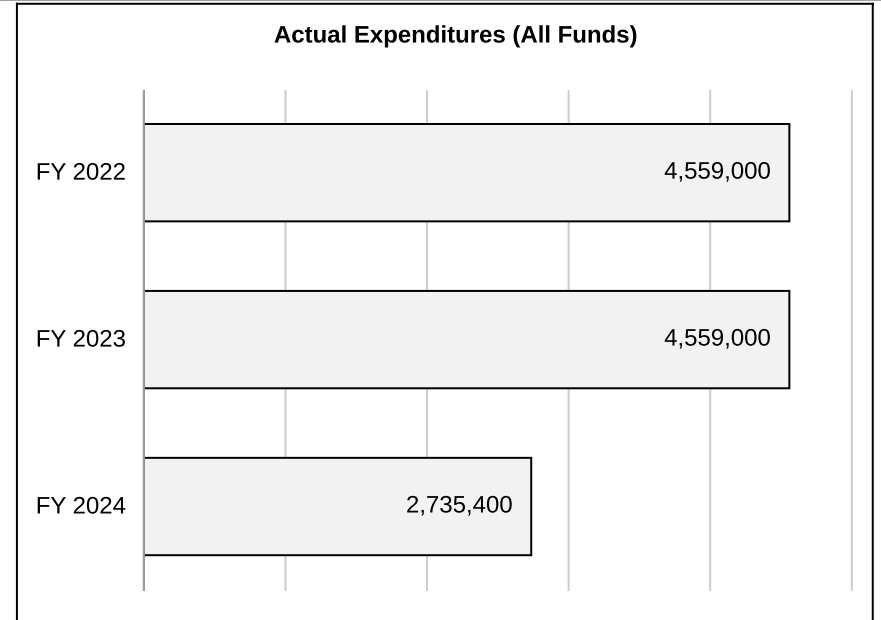 Actual Expenditures (All Funds)
FY 2022 4,559,000
FY 2023 4,559,000
FY 2024 2,735,400